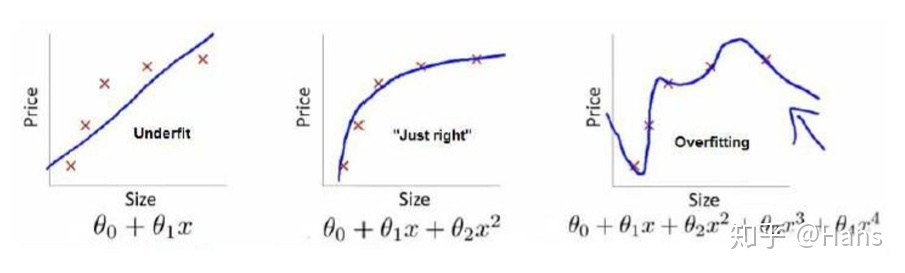 Price
Underfit
Size
θ₀ + θ₁x
Price
"Just right"
Size
θ₀ + θ₁x + θ₂x²
Price
Overfitting
Size
θ₀ + θ₁x + θ₂x² + θ₃x³ + θ₄x⁴
知乎 @Hans